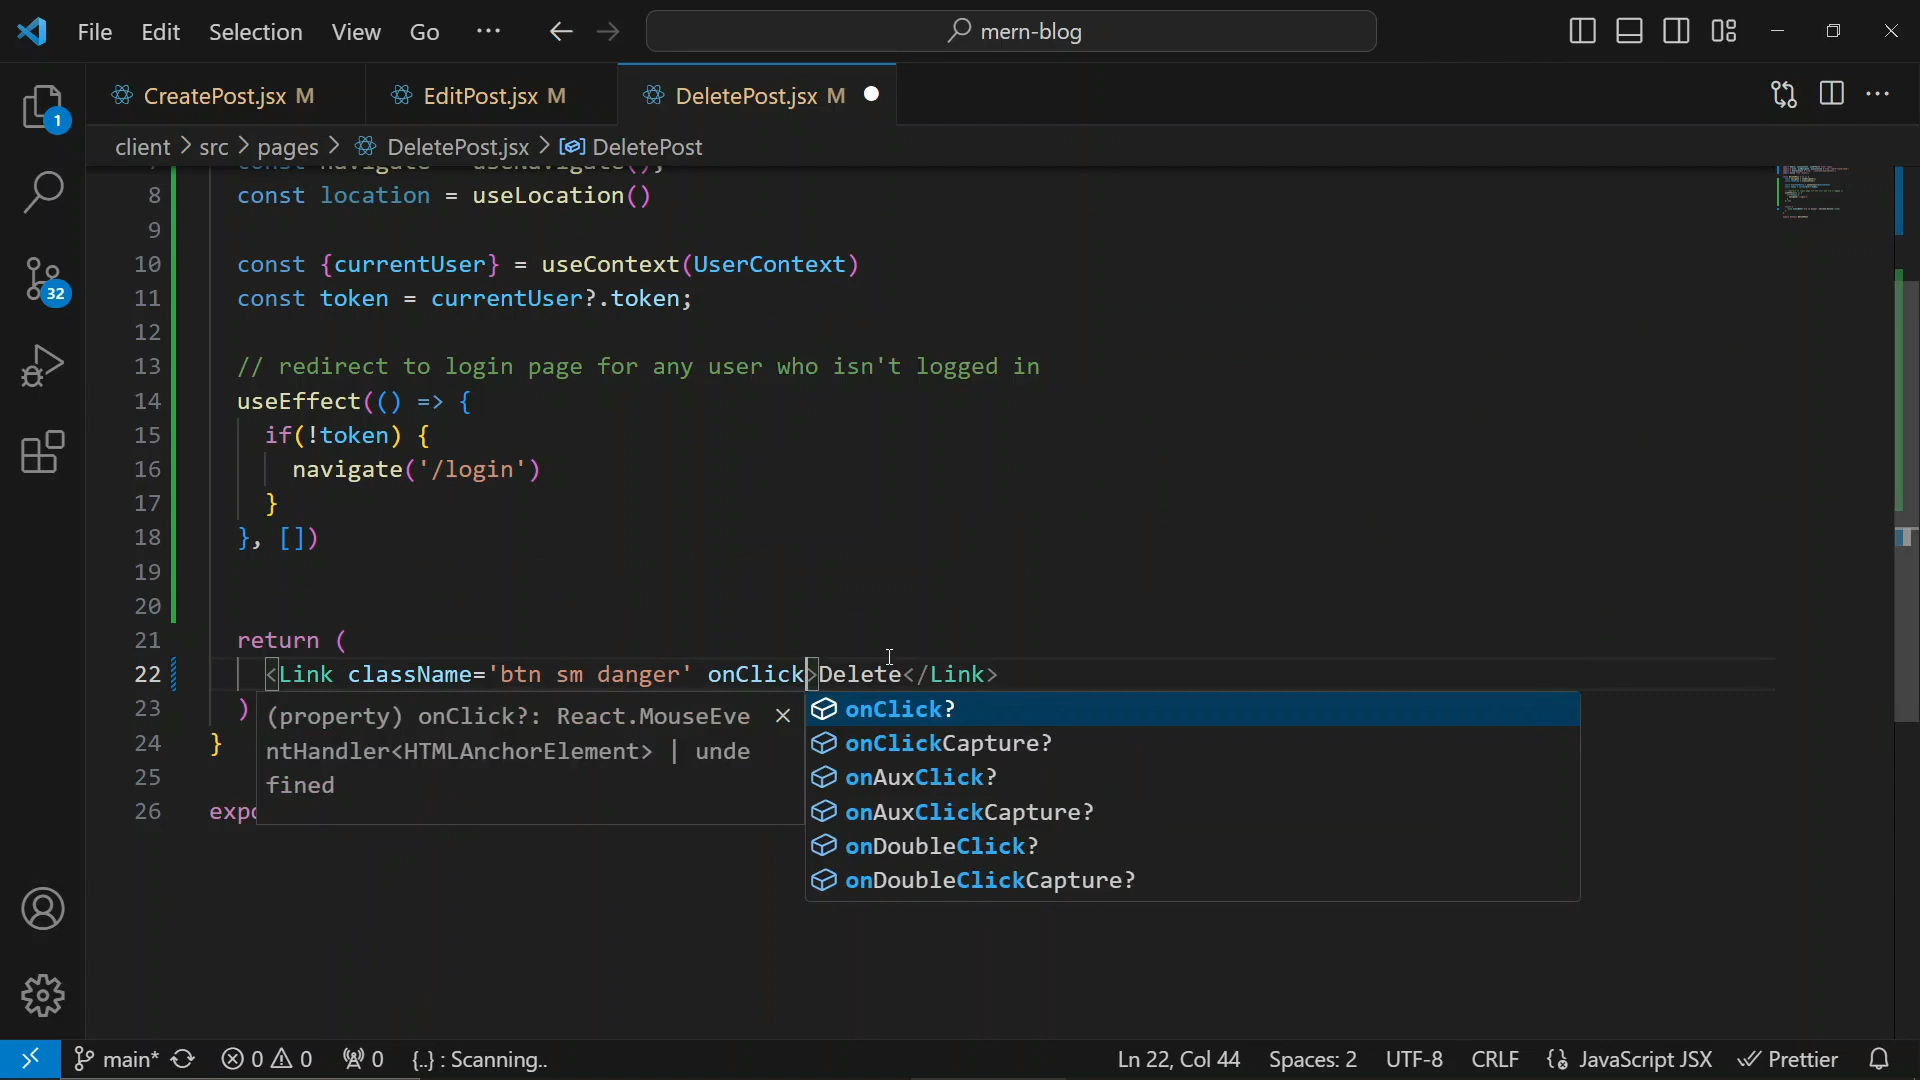 File Edit Selection View Go ··· mern-blog
CreatePost.jsx M EditPost.jsx M DeletePost.jsx M
client > src > pages > DeletePost.jsx > DeletePost
8 const location = useLocation()
9
10 const {currentUser} = useContext(UserContext)
11 const token = currentUser?.token;
12
13 // redirect to login page for any user who isn't logged in
14 useEffect(() => {
15 if(!token) {
16 navigate('/login')
17 }
18 }, [])
19
20
21 return (
22 <Link className='btn sm danger' onClick>Delete</Link>
23 )
24 }
25
26 expo
(property) onClick?: React.MouseEve
ntHandler<HTMLAnchorElement> | unde
fined
onClick?
onClickCapture?
onAuxClick?
onAuxClickCapture?
onDoubleClick?
onDoubleClickCapture?
1
32
main* 0 0 0 {..} : Scanning.. Ln 22, Col 44 Spaces: 2 UTF-8 CRLF JavaScript JSX Prettier